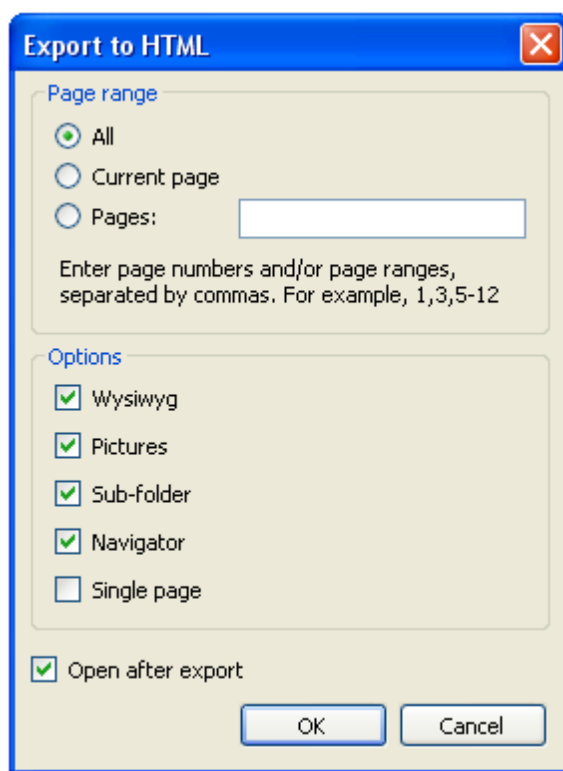 Export to HTML
Page range
All
Current page
Pages:
Enter page numbers and/or page ranges,
separated by commas. For example, 1,3,5-12
Options
Wysiwyg
Pictures
Sub-folder
Navigator
Single page
Open after export
OK Cancel